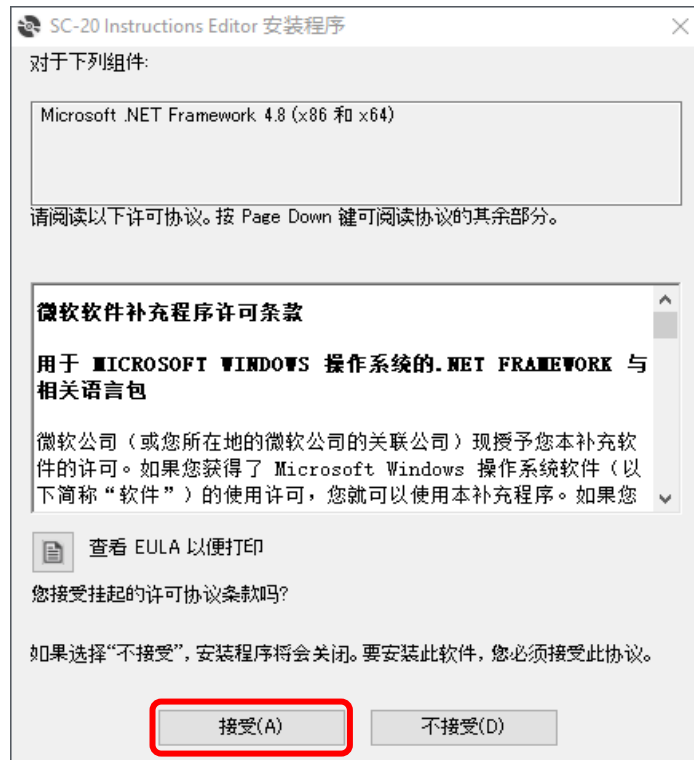 SC-20 Instructions Editor 安装程序
对于下列组件:
Microsoft .NET Framework 4.8 (x86 和 x64)
请阅读以下许可协议。按 Page Down 键可阅读协议的其余部分。
微软软件补充程序许可条款
用于 MICROSOFT WINDOWS 操作系统的.NET FRAMEWORK 与
相关语言包
微软公司（或您所在地的微软公司的关联公司）现授予您本补充软
件的许可。如果您获得了 Microsoft Windows 操作系统软件（以
下简称“软件”）的使用许可，您就可以使用本补充程序。如果您
查看 EULA 以便打印
您接受挂起的许可协议条款吗?
如果选择“不接受”，安装程序将会关闭。要安装此软件，您必须接受此协议。
接受(A)
不接受(D)